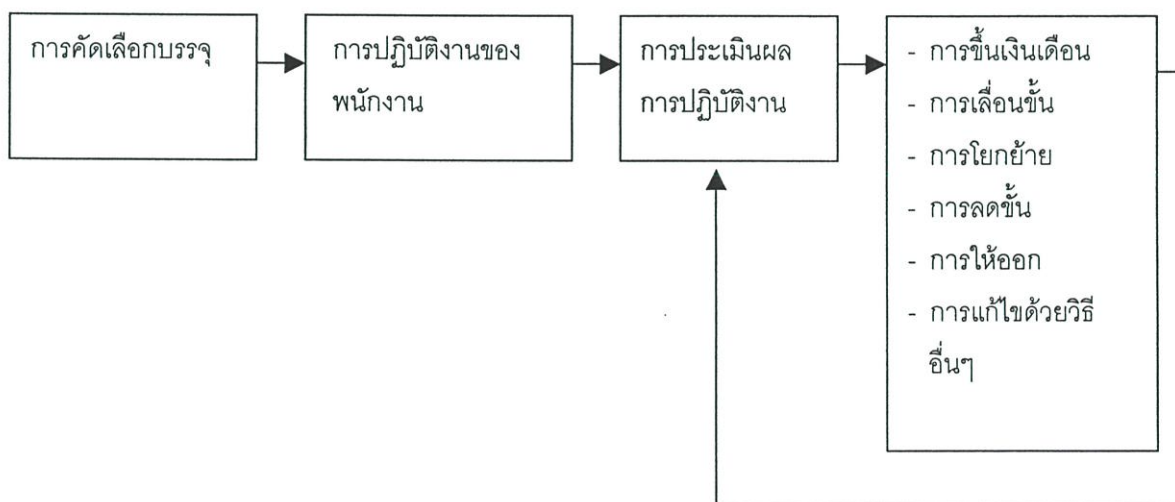 การคัดเลือกบรรจุ
การปฏิบัติงานของ
พนักงาน
การประเมินผล
การปฏิบัติงาน
- การขึ้นเงินเดือน
- การเลื่อนขั้น
- การโยกย้าย
- การลดขั้น
- การให้ออก
- การแก้ไขด้วยวิธี
อื่นๆ